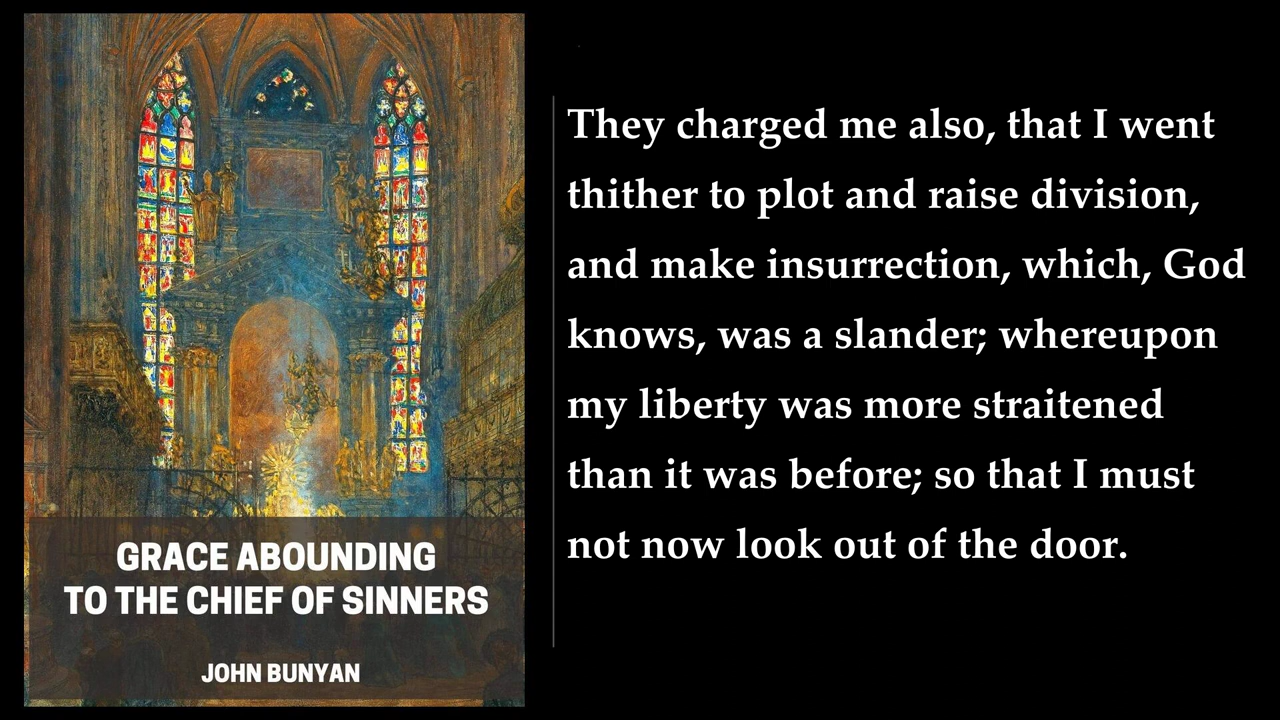 GRACE ABOUNDING
TO THE CHIEF OF SINNERS
JOHN BUNYAN
They charged me also, that I went
thither to plot and raise division,
and make insurrection, which, God
knows, was a slander; whereupon
my liberty was more straitened
than it was before; so that I must
not now look out of the door.